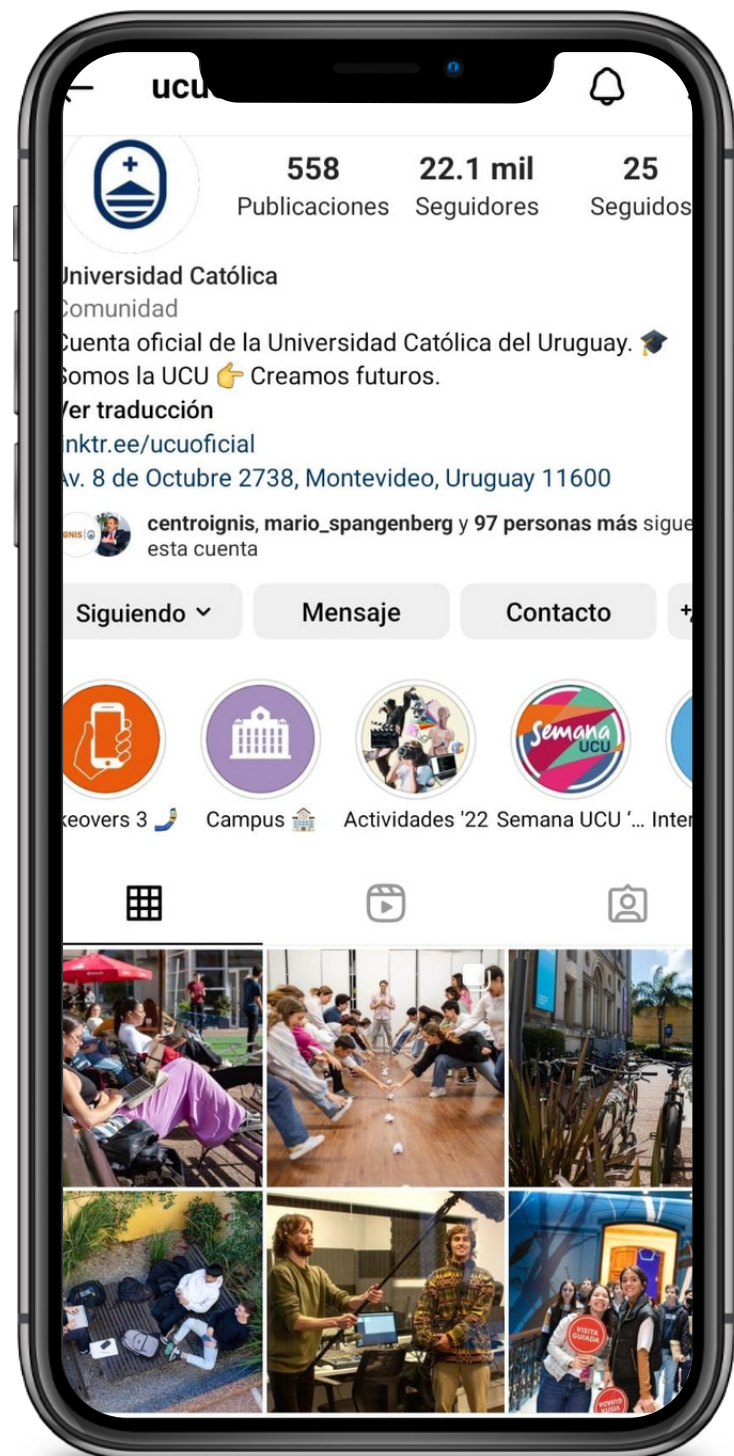 ucu
558 22.1 mil 25
Publicaciones Seguidores Seguidos
Universidad Católica
Comunidad
Cuenta oficial de la Universidad Católica del Uruguay. 🎓
Somos la UCU 👉 Creamos futuros.
Ver traducción
linktr.ee/ucuoficial
Av. 8 de Octubre 2738, Montevideo, Uruguay 11600
centroignis, mario_spangenberg y 97 personas más sigue
esta cuenta
IGNIS
Siguiendo Mensaje Contacto
Semana
UCU
keovers 3 🤳 Campus 🏫 Actividades '22 Semana UCU ‘... Inter
VISITA
GUIADA
VISITA